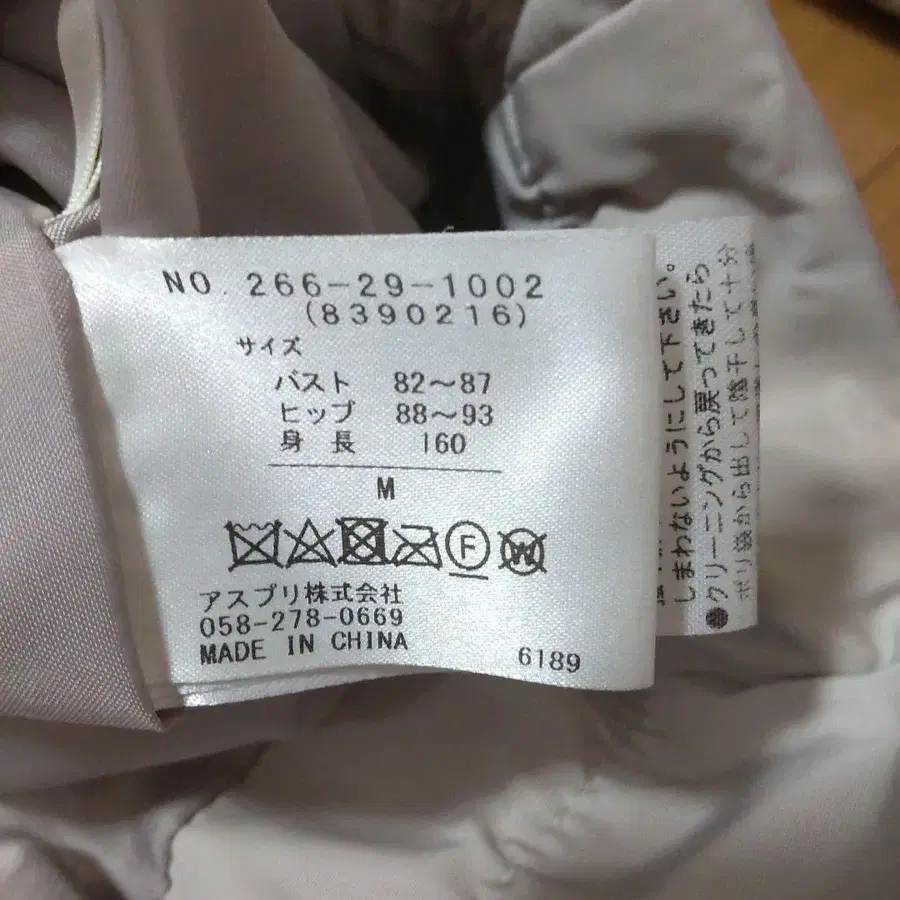 NO. 266-29-1002
(8390216)
サイズ
バスト 82～87
ヒップ 88～93
身長 160
M
F
W
アスプリ株式会社
058-278-0669
MADE IN CHINA
6189
しまわないようにして下さい。
●クリーニングから戻ってきたら
ポリ袋から出して陰干しして十分